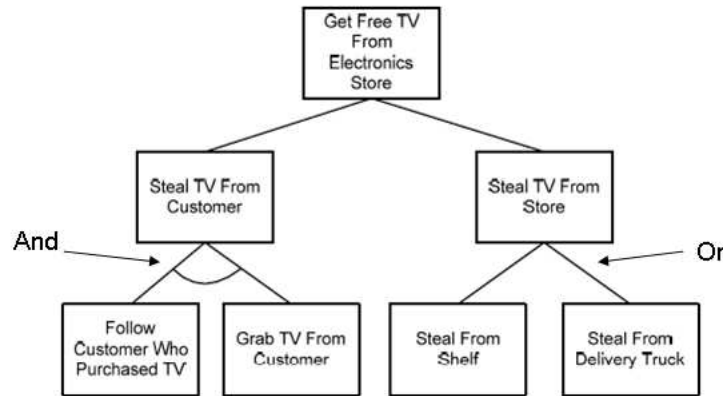 Get Free TV
From
Electronics
Store
Steal TV From
Customer
Steal TV From
Store
And
Or
Follow
Customer Who
Purchased TV
Grab TV From
Customer
Steal From
Shelf
Steal From
Delivery Truck